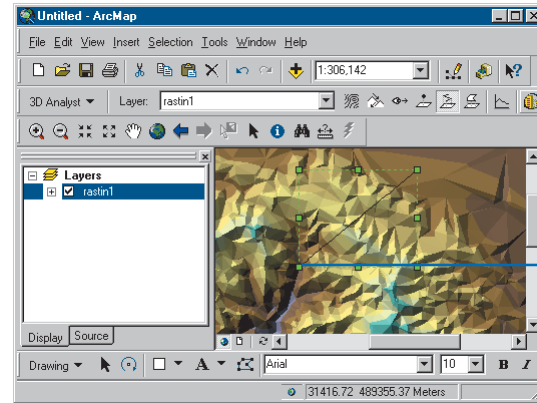 Untitled - ArcMap
File Edit View Insert Selection Tools Window Help
1:306,142
3D Analyst Layer: rastin1
Layers
rastin1
Display Source
Drawing A Arial 10 B I
31416.72 489355.37 Meters